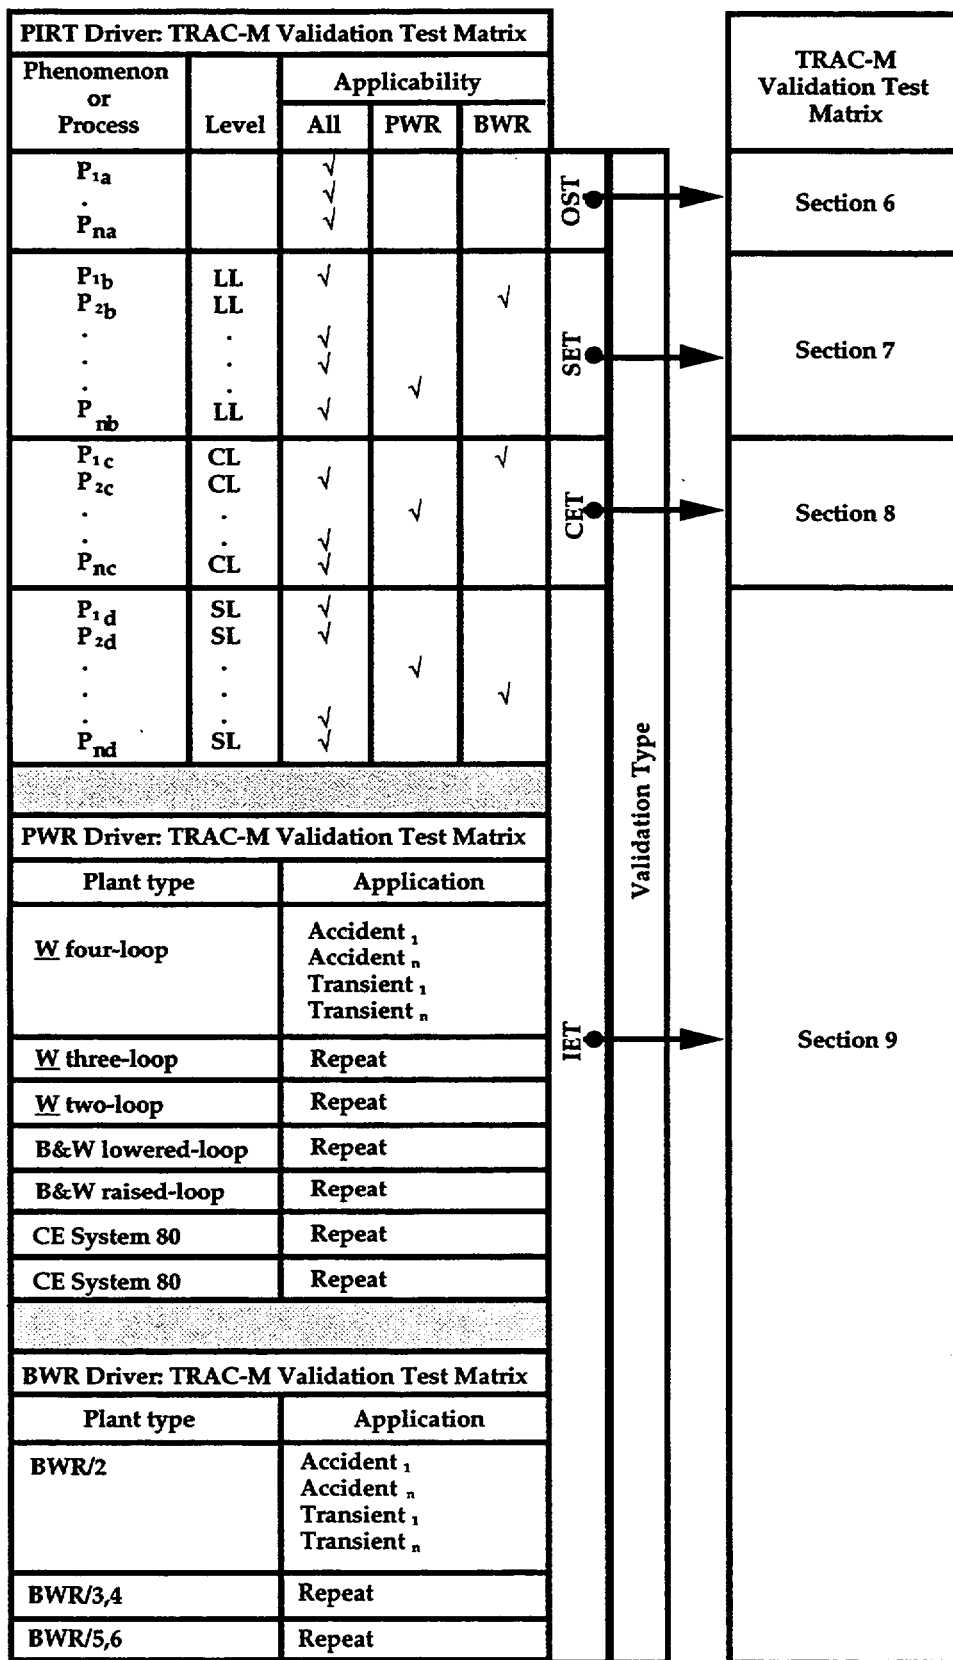 PIRT Driver: TRAC-M Validation Test Matrix
Phenomenon
or
Process
Level
Applicability
All PWR BWR
P1a √
. √
Pna √
P1b LL √
P2b LL √
. . √
. . √
. . √
Pnb LL √
P1c CL √
P2c CL √
. . √
. . √
Pnc CL √
P1d SL √
P2d SL √
. . √
. . √
. . √
Pnd SL √
PWR Driver: TRAC-M Validation Test Matrix
Plant type Application
W four-loop
Accident 1
Accident n
Transient 1
Transient n
W three-loop Repeat
W two-loop Repeat
B&W lowered-loop Repeat
B&W raised-loop Repeat
CE System 80 Repeat
CE System 80 Repeat
BWR Driver: TRAC-M Validation Test Matrix
Plant type Application
BWR/2
Accident 1
Accident n
Transient 1
Transient n
BWR/3,4 Repeat
BWR/5,6 Repeat
OST
SET
CET
IET
Validation Type
TRAC-M
Validation Test
Matrix
Section 6
Section 7
Section 8
Section 9